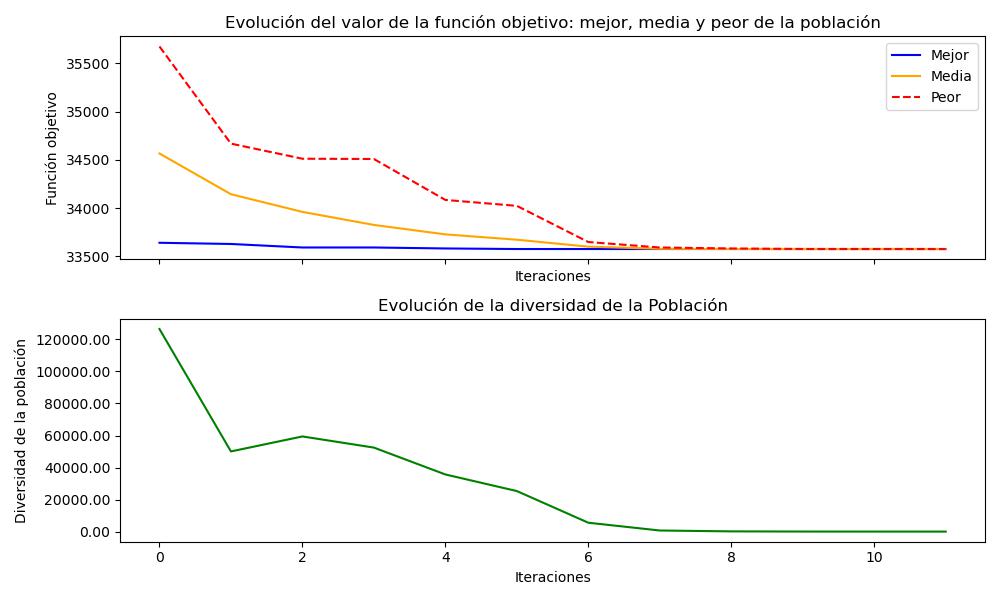 Evolución del valor de la función objetivo: mejor, media y peor de la población
Función objetivo
35500
35000
34500
34000
33500
Mejor
Media
Peor
Iteraciones
Evolución de la diversidad de la Población
Diversidad de la población
120000.00
100000.00
80000.00
60000.00
40000.00
20000.00
0.00
0 2 4 6 8 10
Iteraciones